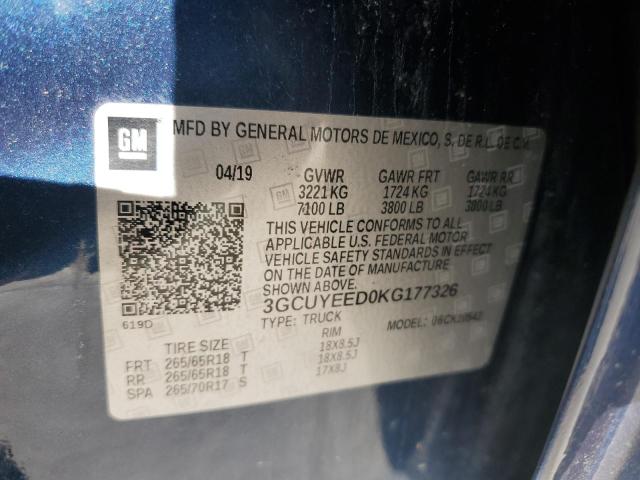 GM MFD BY GENERAL MOTORS DE MEXICO, S. DE R.L. DE C.V.
04/19 GVWR GAWR FRT GAWR RR
3221 KG 1724 KG 1724 KG
7100 LB 3800 LB 3800 LB
THIS VEHICLE CONFORMS TO ALL
APPLICABLE U.S. FEDERAL MOTOR
VEHICLE SAFETY STANDARDS IN EFFECT
ON THE DATE OF MANUFACTURE
SHOWN ABOVE.
619D 3GCUYEED0KG177326
TYPE: TRUCK MODEL:
TIRE SIZE RIM
FRT 265/65R18 T 18X8.5J
RR 265/65R18 T 18X8.5J
SPA 265/70R17 S 17X8J